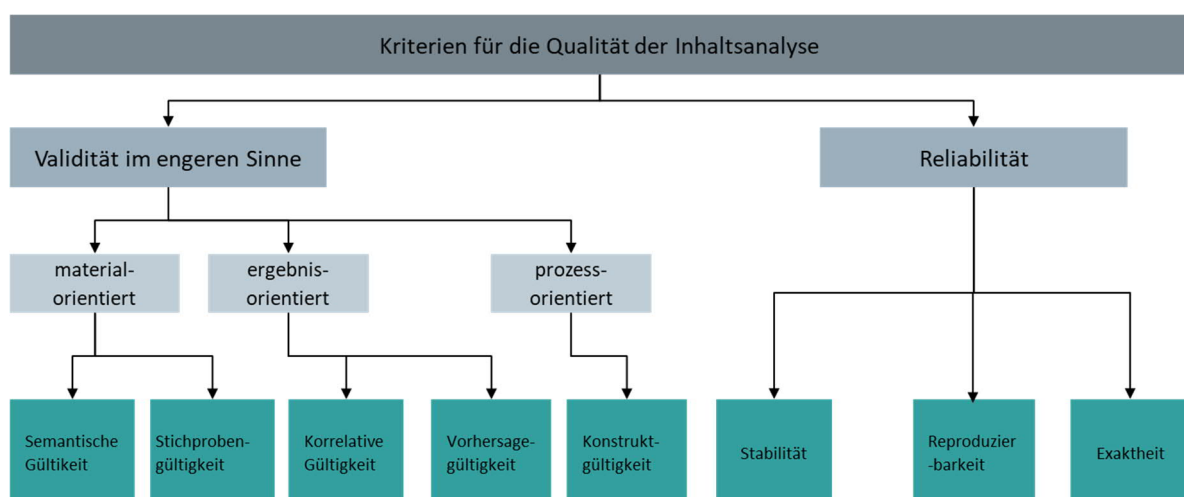 Kriterien für die Qualität der Inhaltsanalyse
Validität im engeren Sinne
Reliabilität
material-
orientiert
ergebnis-
orientiert
prozess-
orientiert
Semantische
Gültikeit
Stichproben-
gültigkeit
Korrelative
Gültigkeit
Vorhersage-
gültigkeit
Konstrukt-
gültigkeit
Stabilität
Reproduzier
-barkeit
Exaktheit